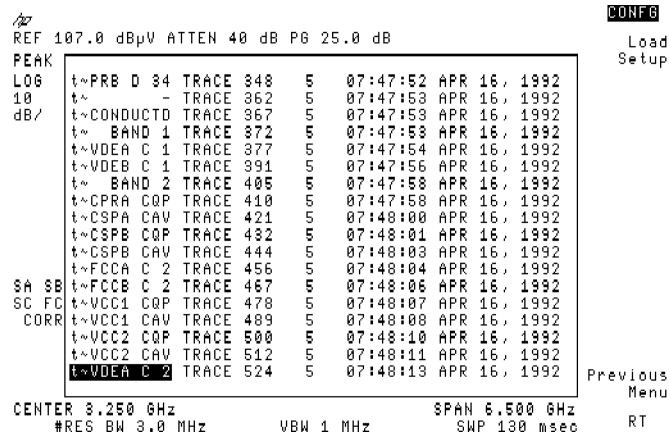 hp
CONFG
REF 107.0 dBµV ATTEN 40 dB PG 25.0 dB
Load Setup
PEAK
LOG
10
dB/
t~PRB D 34 TRACE 348 5 07:47:52 APR 16, 1992
t~ - TRACE 362 5 07:47:53 APR 16, 1992
t~CONDUCTD TRACE 367 5 07:47:53 APR 16, 1992
t~ BAND 1 TRACE 372 5 07:47:53 APR 16, 1992
t~VDEA C 1 TRACE 377 5 07:47:54 APR 16, 1992
t~VDEB C 1 TRACE 391 5 07:47:56 APR 16, 1992
t~ BAND 2 TRACE 405 5 07:47:58 APR 16, 1992
t~CPRA CQP TRACE 410 5 07:47:58 APR 16, 1992
t~CSPA CAV TRACE 421 5 07:48:00 APR 16, 1992
t~CSPB CQP TRACE 432 5 07:48:01 APR 16, 1992
t~CSPB CAV TRACE 444 5 07:48:03 APR 16, 1992
t~FCCA C 2 TRACE 456 5 07:48:04 APR 16, 1992
SA SB t~FCCB C 2 TRACE 467 5 07:48:06 APR 16, 1992
SC FC t~VCC1 CQP TRACE 478 5 07:48:07 APR 16, 1992
CORR t~VCC1 CAV TRACE 489 5 07:48:08 APR 16, 1992
t~VCC2 CQP TRACE 500 5 07:48:10 APR 16, 1992
t~VCC2 CAV TRACE 512 5 07:48:11 APR 16, 1992
t~VDEA C 2 TRACE 524 5 07:48:13 APR 16, 1992
Previous Menu
CENTER 3.250 GHz SPAN 6.500 GHz
#RES BW 3.0 MHz VBW 1 MHz SWP 130 msec
RT